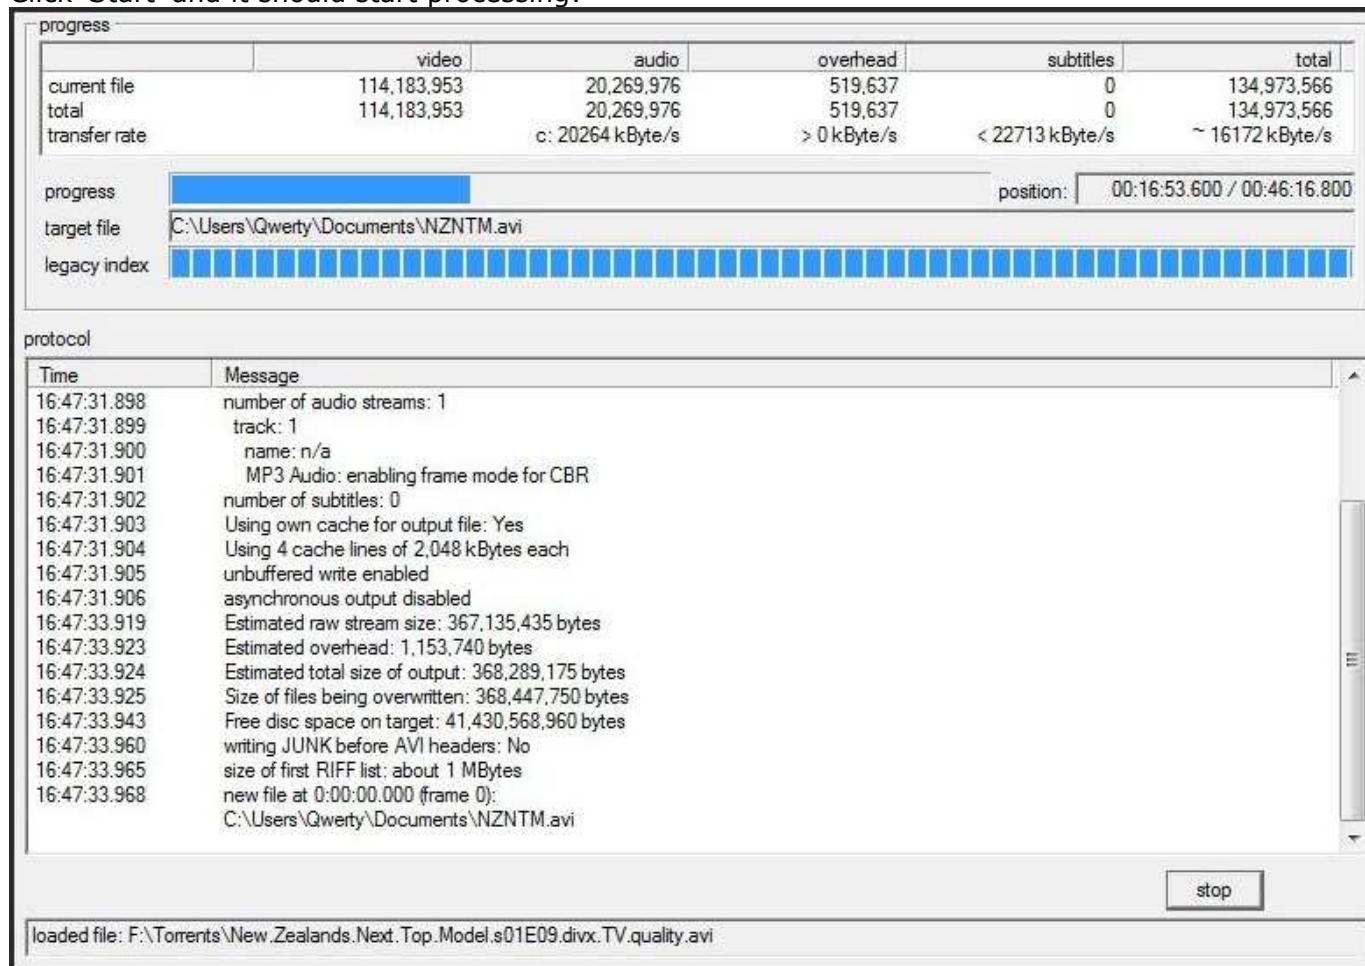 Click 'Start' and it should start processing.
progress
video audio overhead subtitles total
current file 114,183,953 20,269,976 519,637 0 134,973,566
total 114,183,953 20,269,976 519,637 0 134,973,566
transfer rate c: 20264 kByte/s > 0 kByte/s < 22713 kByte/s ~ 16172 kByte/s
progress position: 00:16:53.600 / 00:46:16.800
target file C:\Users\Qwerty\Documents\NZNTM.avi
legacy index
protocol
Time Message
16:47:31.898 number of audio streams: 1
16:47:31.899 track: 1
16:47:31.900 name: n/a
16:47:31.901 MP3 Audio: enabling frame mode for CBR
16:47:31.902 number of subtitles: 0
16:47:31.903 Using own cache for output file: Yes
16:47:31.904 Using 4 cache lines of 2,048 kBytes each
16:47:31.905 unbuffered write enabled
16:47:31.906 asynchronous output disabled
16:47:33.919 Estimated raw stream size: 367,135,435 bytes
16:47:33.923 Estimated overhead: 1,153,740 bytes
16:47:33.924 Estimated total size of output: 368,289,175 bytes
16:47:33.925 Size of files being overwritten: 368,447,750 bytes
16:47:33.943 Free disc space on target: 41,430,568,960 bytes
16:47:33.960 writing JUNK before AVI headers: No
16:47:33.965 size of first RIFF list: about 1 MBytes
16:47:33.968 new file at 0:00:00.000 (frame 0):
C:\Users\Qwerty\Documents\NZNTM.avi
stop
loaded file: F:\Torrents\New.Zealands.Next.Top.Model.s01E09.divx.TV.quality.avi